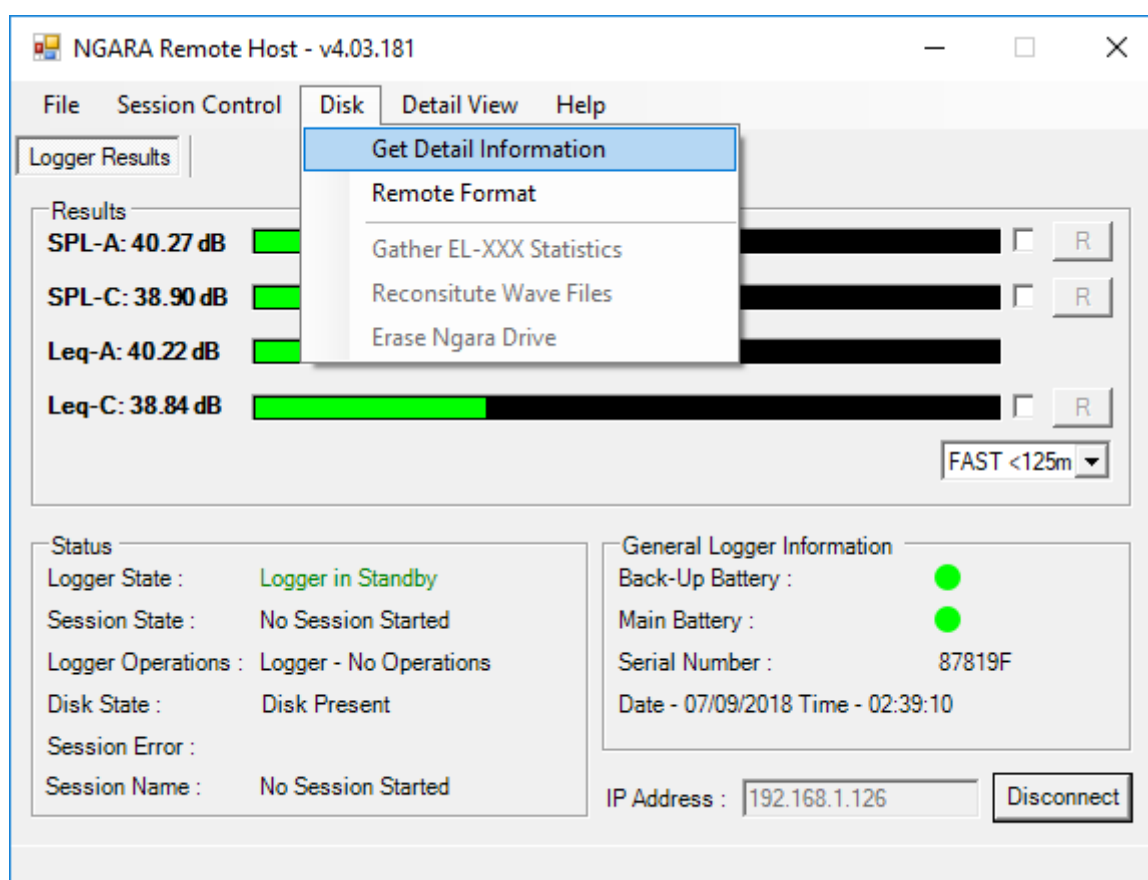 NGARA Remote Host - v4.03.181
File Session Control Disk Detail View Help
Logger Results
Get Detail Information
Remote Format
Gather EL-XXX Statistics
Reconsitute Wave Files
Erase Ngara Drive
Results
SPL-A: 40.27 dB
R
SPL-C: 38.90 dB
R
Leq-A: 40.22 dB
Leq-C: 38.84 dB
R
FAST <125m
Status
Logger State : Logger in Standby
Session State : No Session Started
Logger Operations : Logger - No Operations
Disk State : Disk Present
Session Error :
Session Name : No Session Started
General Logger Information
Back-Up Battery :
Main Battery :
Serial Number : 87819F
Date - 07/09/2018 Time - 02:39:10
IP Address : 192.168.1.126 Disconnect